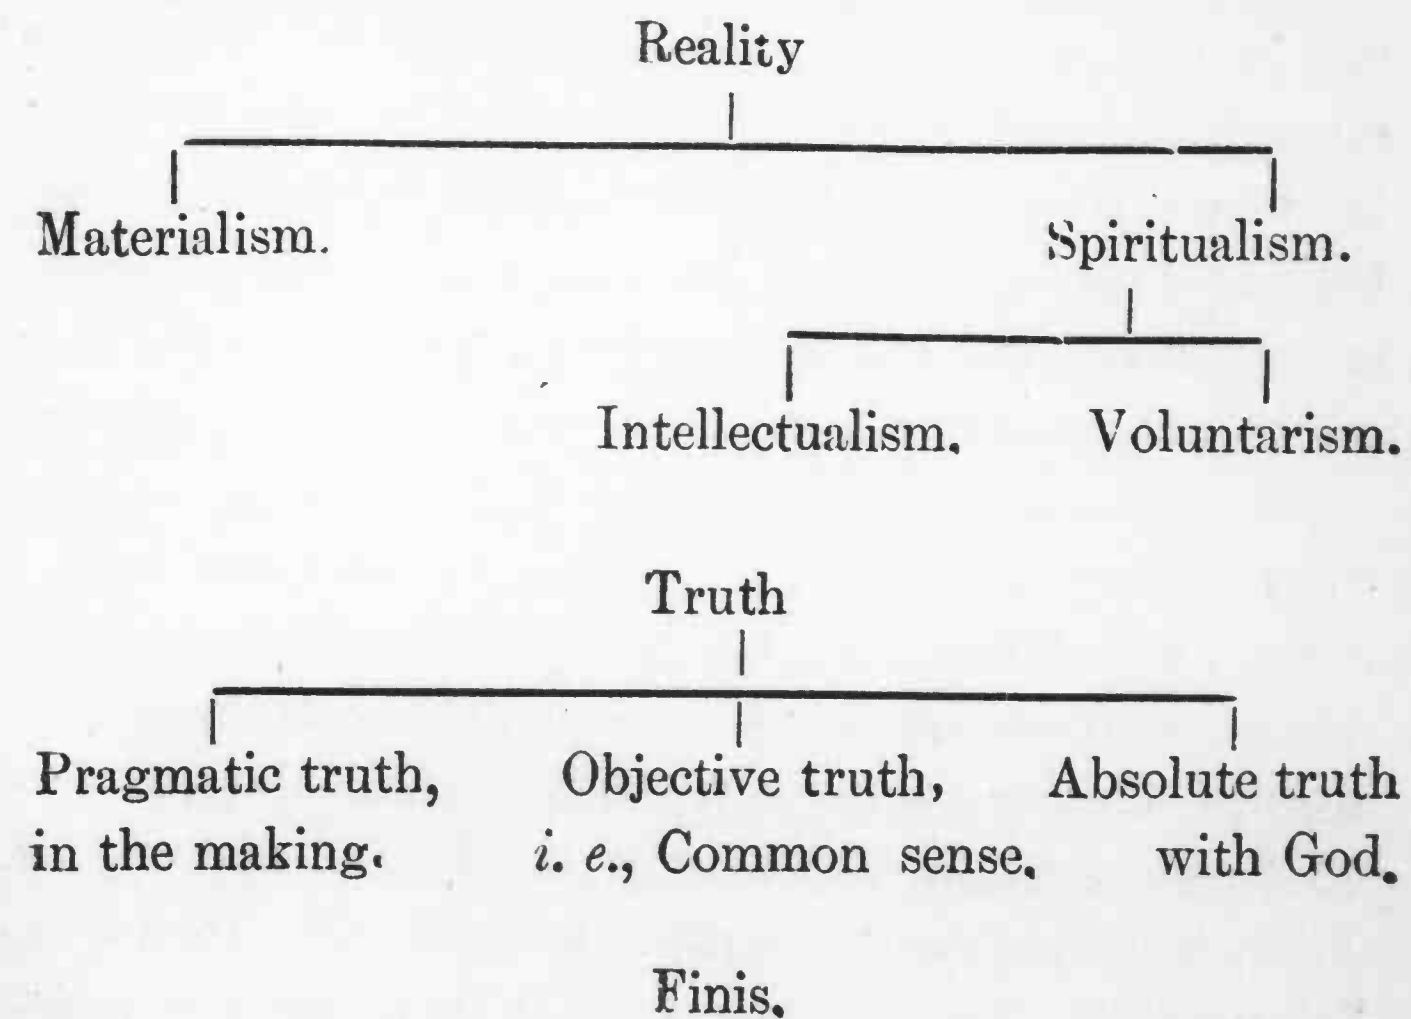 Reality
Materialism. Spiritualism.
Intellectualism. Voluntarism.
Truth
Pragmatic truth, Objective truth, Absolute truth
in the making. i. e., Common sense. with God.
Finis.